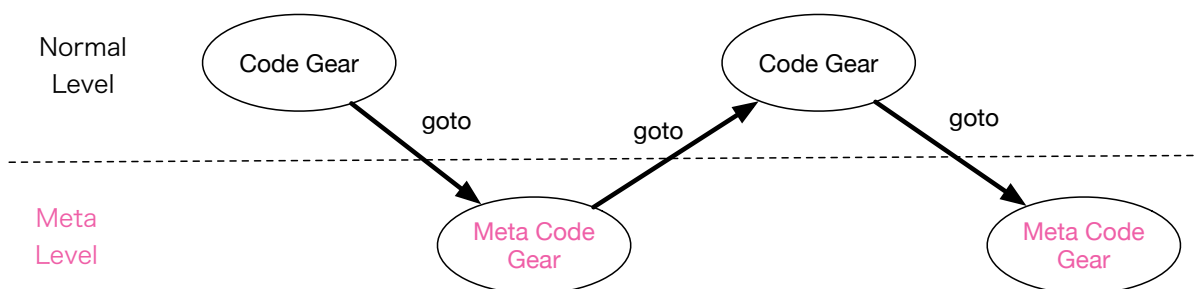 Normal
Level
Code Gear
Code Gear
goto
goto
goto
Meta
Level
Meta Code
Gear
Meta Code
Gear